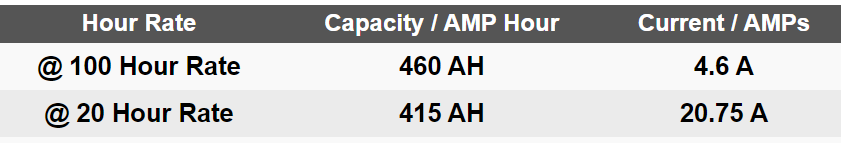 Hour Rate Capacity / AMP Hour Current / AMPs
@ 100 Hour Rate 460 AH 4.6 A
@ 20 Hour Rate 415 AH 20.75 A